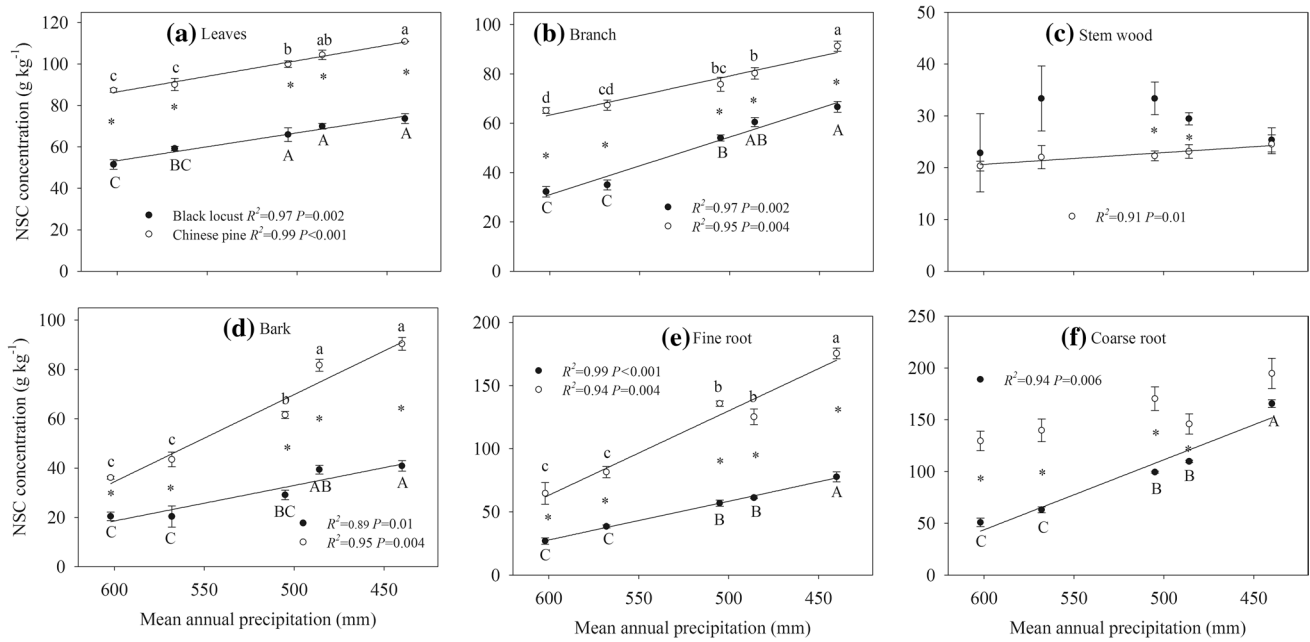 (a) Leaves
NSC concentration (g kg⁻¹)
120
100
80
60
40
20
0
c c b ab a
* * * * *
C BC A A A
Black locust R²=0.97 P=0.002
Chinese pine R²=0.99 P<0.001
(b) Branch
100
80
60
40
20
0
d cd bc b a
* * * * *
C C B AB A
R²=0.97 P=0.002
R²=0.95 P=0.004
(c) Stem wood
50
40
30
20
10
0
* *
R²=0.91 P=0.01
(d) Bark
NSC concentration (g kg⁻¹)
100
80
60
40
20
0
c c b a a
* * * * *
C C BC AB A
R²=0.89 P=0.01
R²=0.95 P=0.004
600 550 500 450
Mean annual precipitation (mm)
(e) Fine root
200
150
100
50
0
R²=0.99 P<0.001
R²=0.94 P=0.004
c c b b a
* * * * *
C C B B A
600 550 500 450
Mean annual precipitation (mm)
(f) Coarse root
250
200
150
100
50
0
R²=0.94 P=0.006
* * * *
C C B B A
600 550 500 450
Mean annual precipitation (mm)